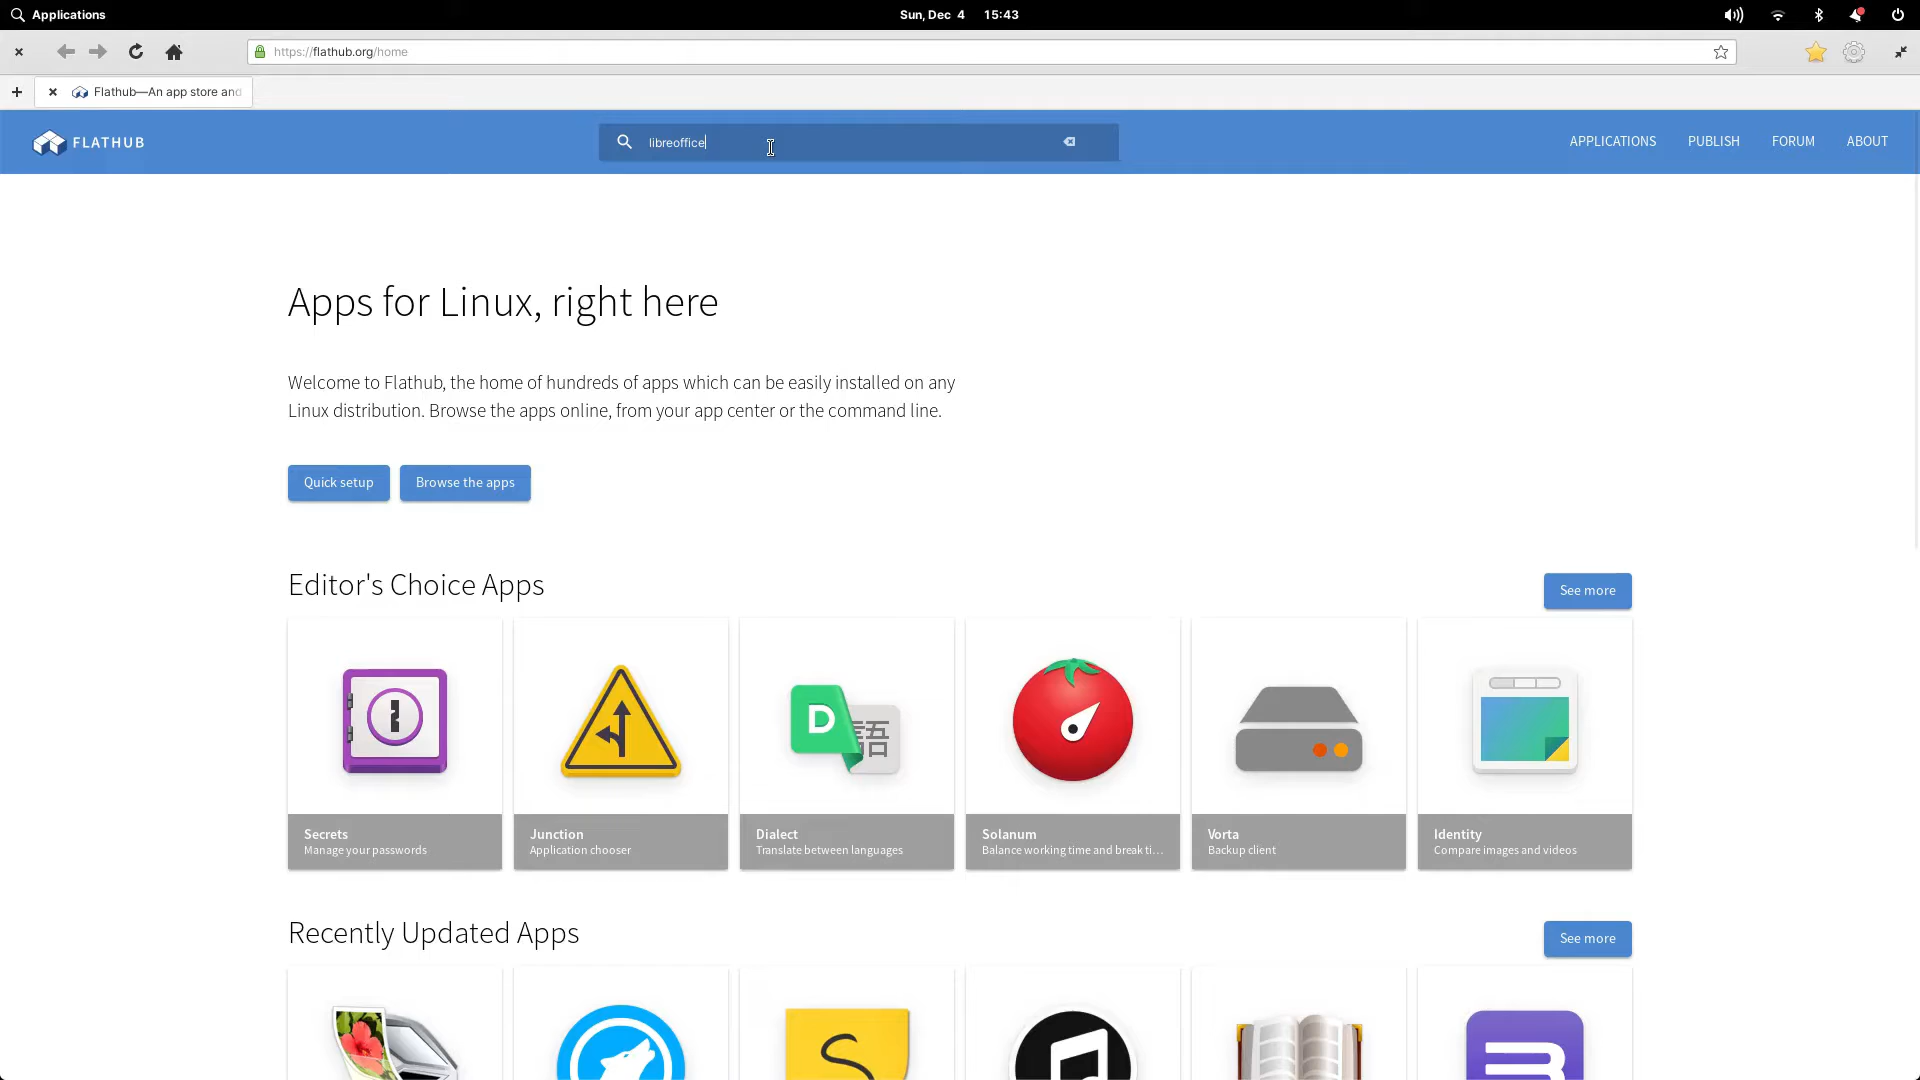 Applications
Sun, Dec 4 15:43
https://flathub.org/home
Flathub—An app store and
FLATHUB
libreoffice
APPLICATIONS
PUBLISH
FORUM
ABOUT
Apps for Linux, right here
Welcome to Flathub, the home of hundreds of apps which can be easily installed on any
Linux distribution. Browse the apps online, from your app center or the command line.
Quick setup
Browse the apps
Editor's Choice Apps
See more
D
語
Secrets
Manage your passwords
Junction
Application chooser
Dialect
Translate between languages
Solanum
Balance working time and break ti...
Vorta
Backup client
Identity
Compare images and videos
Recently Updated Apps
See more